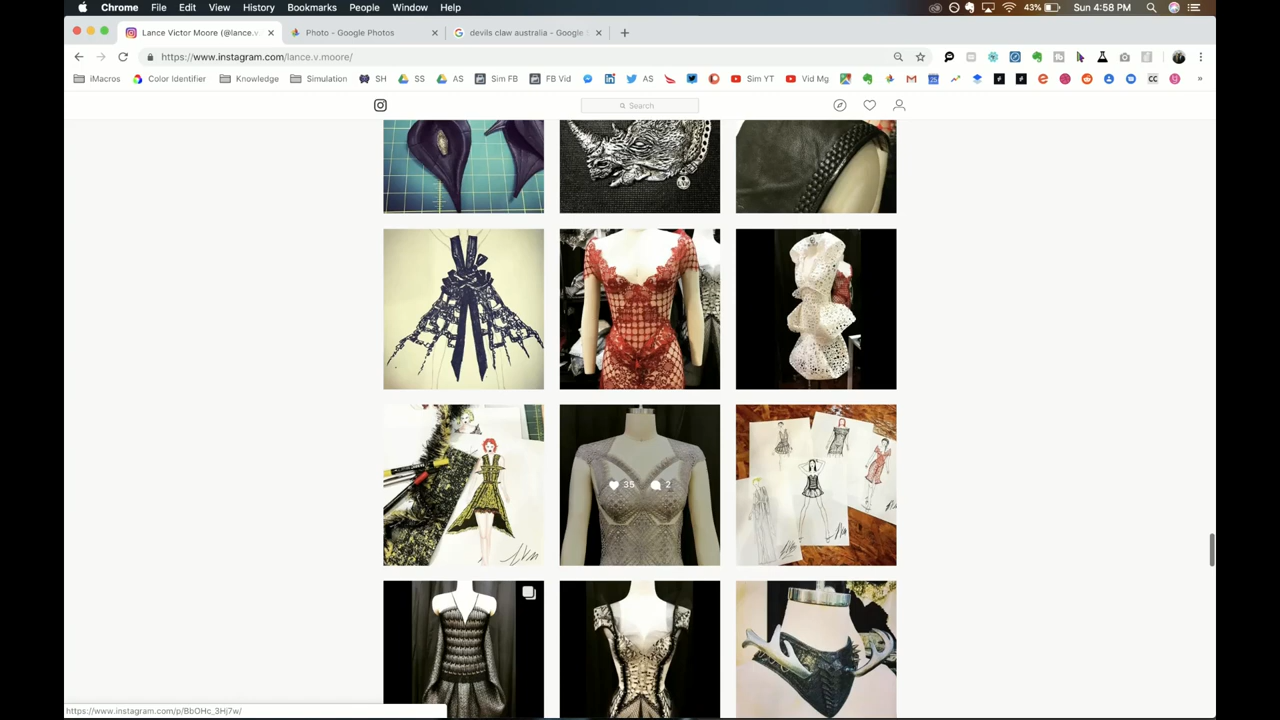 Chrome File Edit View History Bookmarks People Window Help 43% Sun 4:58 PM
Lance Victor Moore (@lance.v. Photo - Google Photos devils claw australia - Google
https://www.instagram.com/lance.v.moore/
iMacros Color Identifier Knowledge Simulation SH SS AS Sim FB FB Vid AS Sim YT Vid Mg CC »
Search
35 2
https://www.instagram.com/p/BbOHc_3Hj7w/